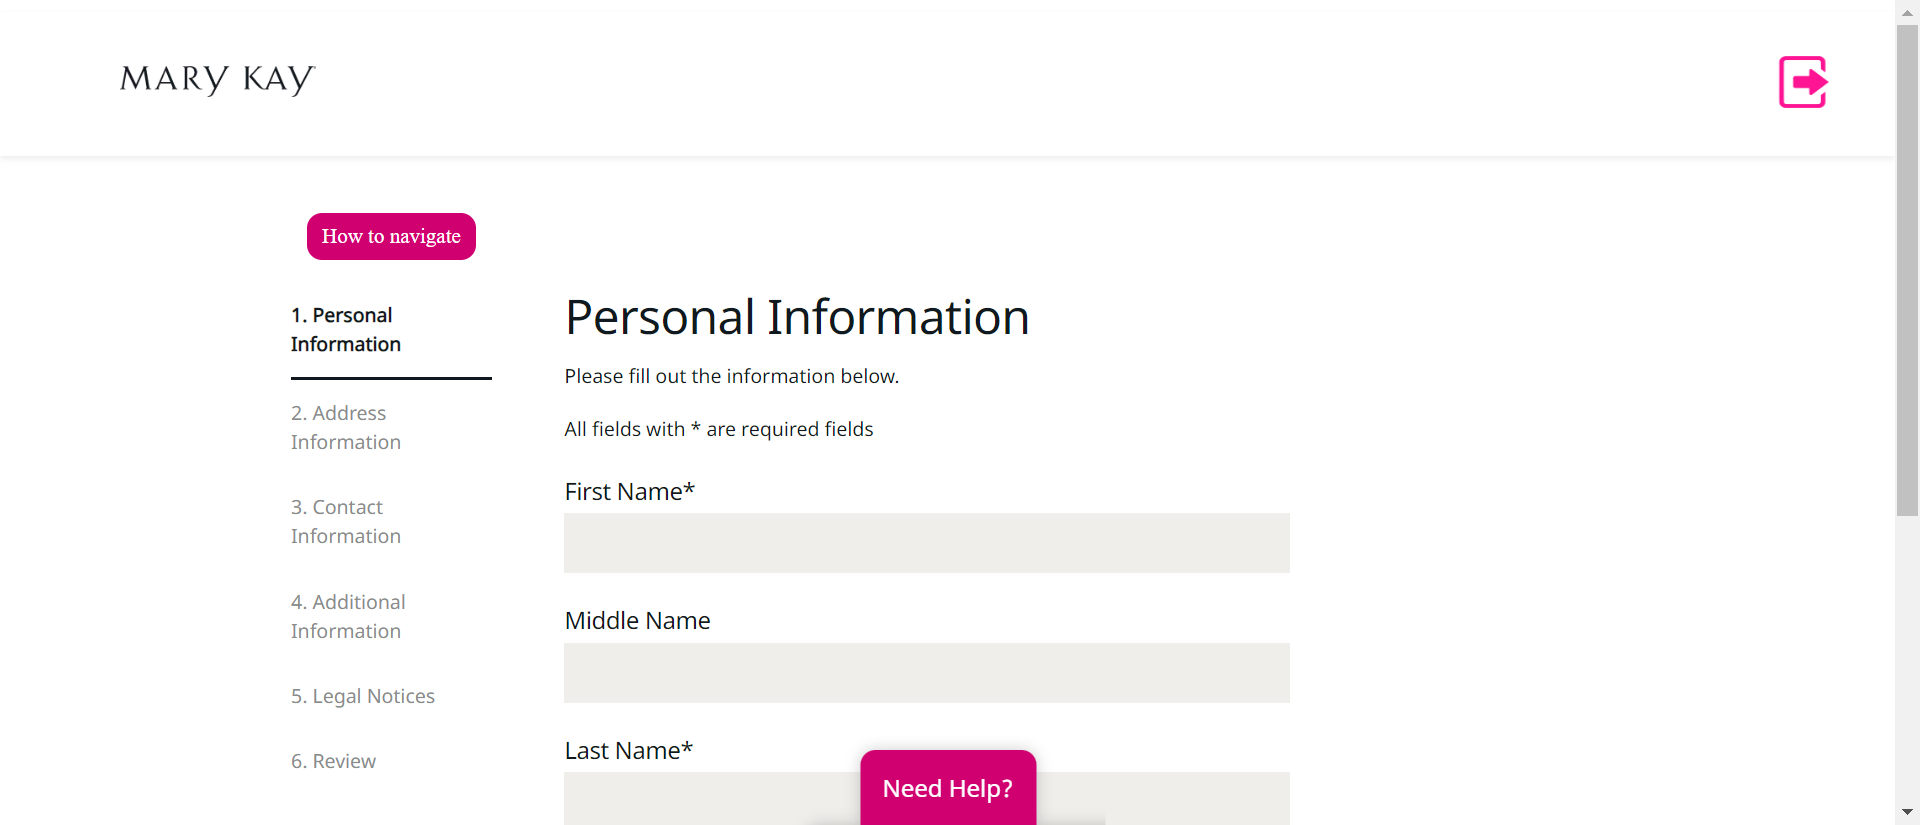 MARY KAY
How to navigate
1. Personal
Information
2. Address
Information
3. Contact
Information
4. Additional
Information
5. Legal Notices
6. Review
Personal Information
Please fill out the information below.
All fields with * are required fields
First Name*
Middle Name
Last Name*
Need Help?